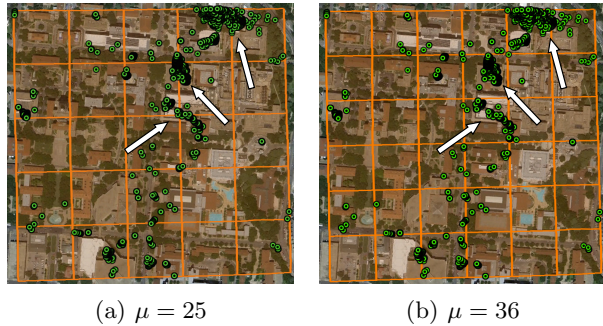 (a) μ = 25
(b) μ = 36